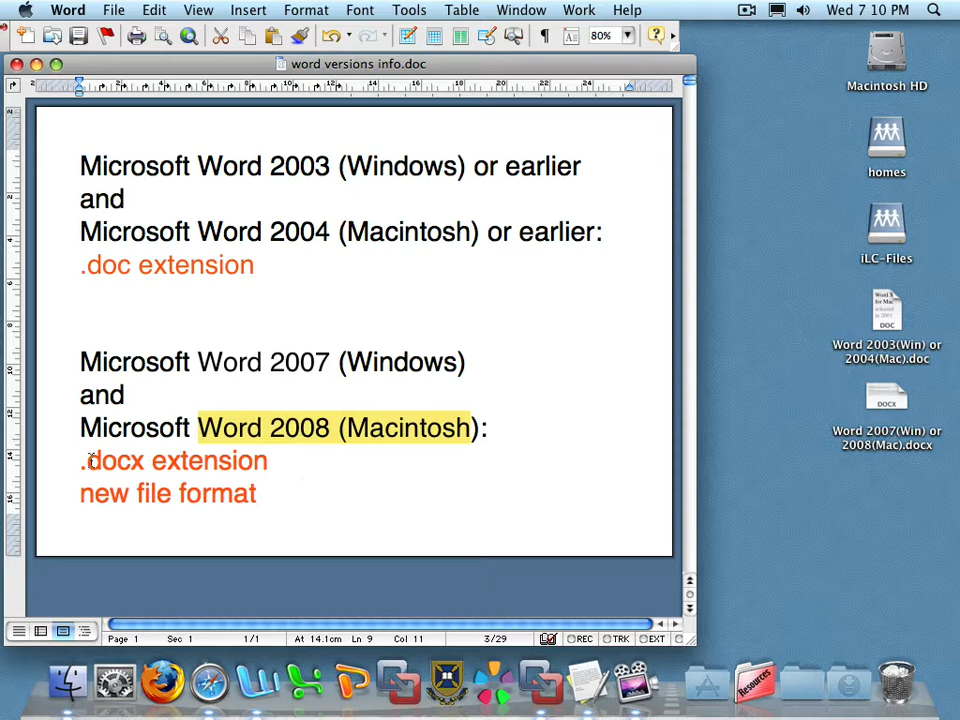 Word File Edit View Insert Format Font Tools Table Window Work Help Wed 7 10 PM
80%
word versions info.doc
Microsoft Word 2003 (Windows) or earlier
and
Microsoft Word 2004 (Macintosh) or earlier:
.doc extension
Microsoft Word 2007 (Windows)
and
Microsoft Word 2008 (Macintosh):
.docx extension
new file format
Page 1 Sec 1 1/1 At 14.1cm Ln 9 Col 11 3/29 REC TRK EXT
Macintosh HD
homes
iLC-Files
DOC
Word 2003(Win) or
2004(Mac).doc
DOCX
Word 2007(Win) or
2008(Mac).docx
Resources